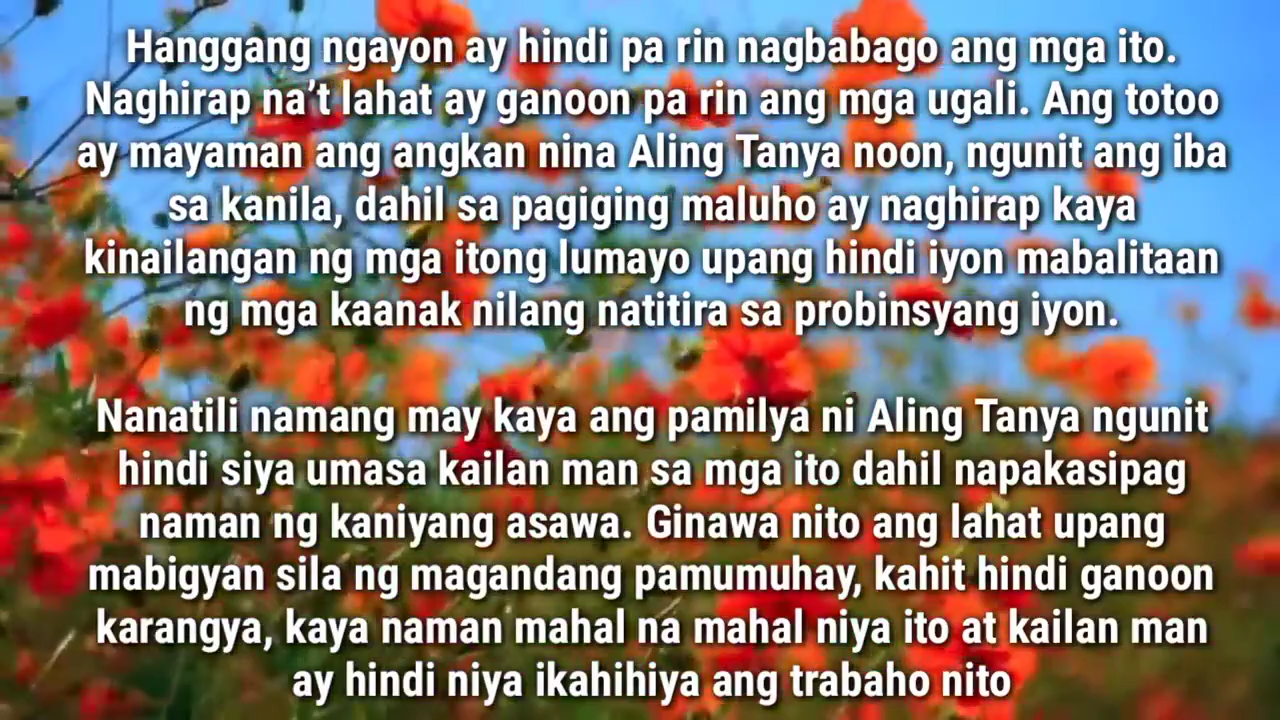 Hanggang ngayon ay hindi pa rin nagbabago ang mga ito.
Naghirap na't lahat ay ganoon pa rin ang mga ugali. Ang totoo
ay mayaman ang angkan nina Aling Tanya noon, ngunit ang iba
sa kanila, dahil sa pagiging maluho ay naghirap kaya
kinailangan ng mga itong lumayo upang hindi iyon mabalitaan
ng mga kaanak nilang natitira sa probinsyang iyon.
Nanatili namang may kaya ang pamilya ni Aling Tanya ngunit
hindi siya umasa kailan man sa mga ito dahil napakasipag
naman ng kaniyang asawa. Ginawa nito ang lahat upang
mabigyan sila ng magandang pamumuhay, kahit hindi ganoon
karangya, kaya naman mahal na mahal niya ito at kailan man
ay hindi niya ikahihiya ang trabaho nito